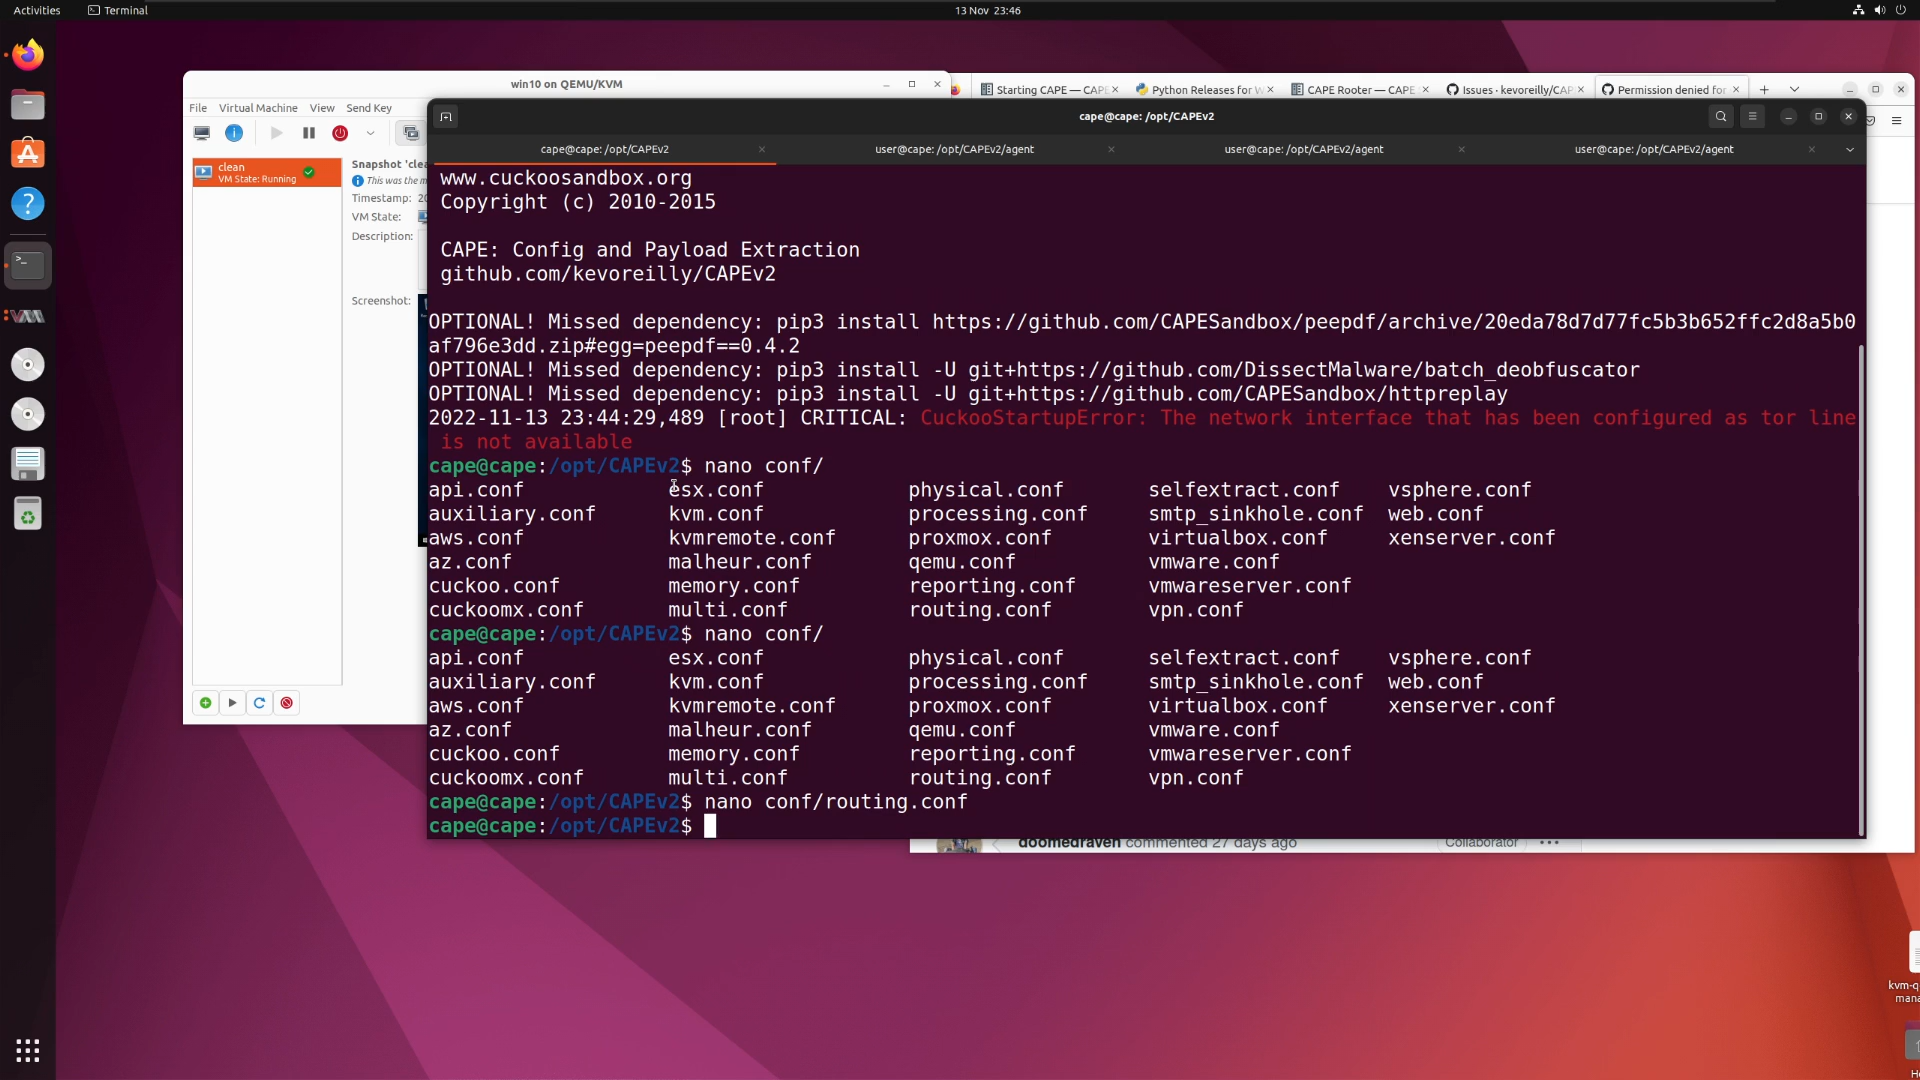 Activities
Terminal
13 Nov 23:46
win10 on QEMU/KVM
File Virtual Machine View Send Key
clean
VM State: Running
Snapshot 'clea
This was the m
Timestamp: 20
VM State:
Description:
Screenshot:
Starting CAPE — CAPE
Python Releases for W
CAPE Rooter — CAPE
Issues · kevoreilly/CAP
Permission denied for
cape@cape: /opt/CAPEv2
cape@cape: /opt/CAPEv2
user@cape: /opt/CAPEv2/agent
user@cape: /opt/CAPEv2/agent
user@cape: /opt/CAPEv2/agent
www.cuckoosandbox.org
Copyright (c) 2010-2015
CAPE: Config and Payload Extraction
github.com/kevoreilly/CAPEv2
OPTIONAL! Missed dependency: pip3 install https://github.com/CAPESandbox/peepdf/archive/20eda78d7d77fc5b3b652ffc2d8a5b0
af796e3dd.zip#egg=peepdf==0.4.2
OPTIONAL! Missed dependency: pip3 install -U git+https://github.com/DissectMalware/batch_deobfuscator
OPTIONAL! Missed dependency: pip3 install -U git+https://github.com/CAPESandbox/httpreplay
2022-11-13 23:44:29,489 [root] CRITICAL: CuckooStartupError: The network interface that has been configured as tor line
is not available
cape@cape:/opt/CAPEv2$ nano conf/
api.conf esx.conf physical.conf selfextract.conf vsphere.conf
auxiliary.conf kvm.conf processing.conf smtp_sinkhole.conf web.conf
aws.conf kvmremote.conf proxmox.conf virtualbox.conf xenserver.conf
az.conf malheur.conf qemu.conf vmware.conf
cuckoo.conf memory.conf reporting.conf vmwareserver.conf
cuckoomx.conf multi.conf routing.conf vpn.conf
cape@cape:/opt/CAPEv2$ nano conf/
api.conf esx.conf physical.conf selfextract.conf vsphere.conf
auxiliary.conf kvm.conf processing.conf smtp_sinkhole.conf web.conf
aws.conf kvmremote.conf proxmox.conf virtualbox.conf xenserver.conf
az.conf malheur.conf qemu.conf vmware.conf
cuckoo.conf memory.conf reporting.conf vmwareserver.conf
cuckoomx.conf multi.conf routing.conf vpn.conf
cape@cape:/opt/CAPEv2$ nano conf/routing.conf
cape@cape:/opt/CAPEv2$
doomedraven commented 27 days ago
Collaborator
kvm-q
mana